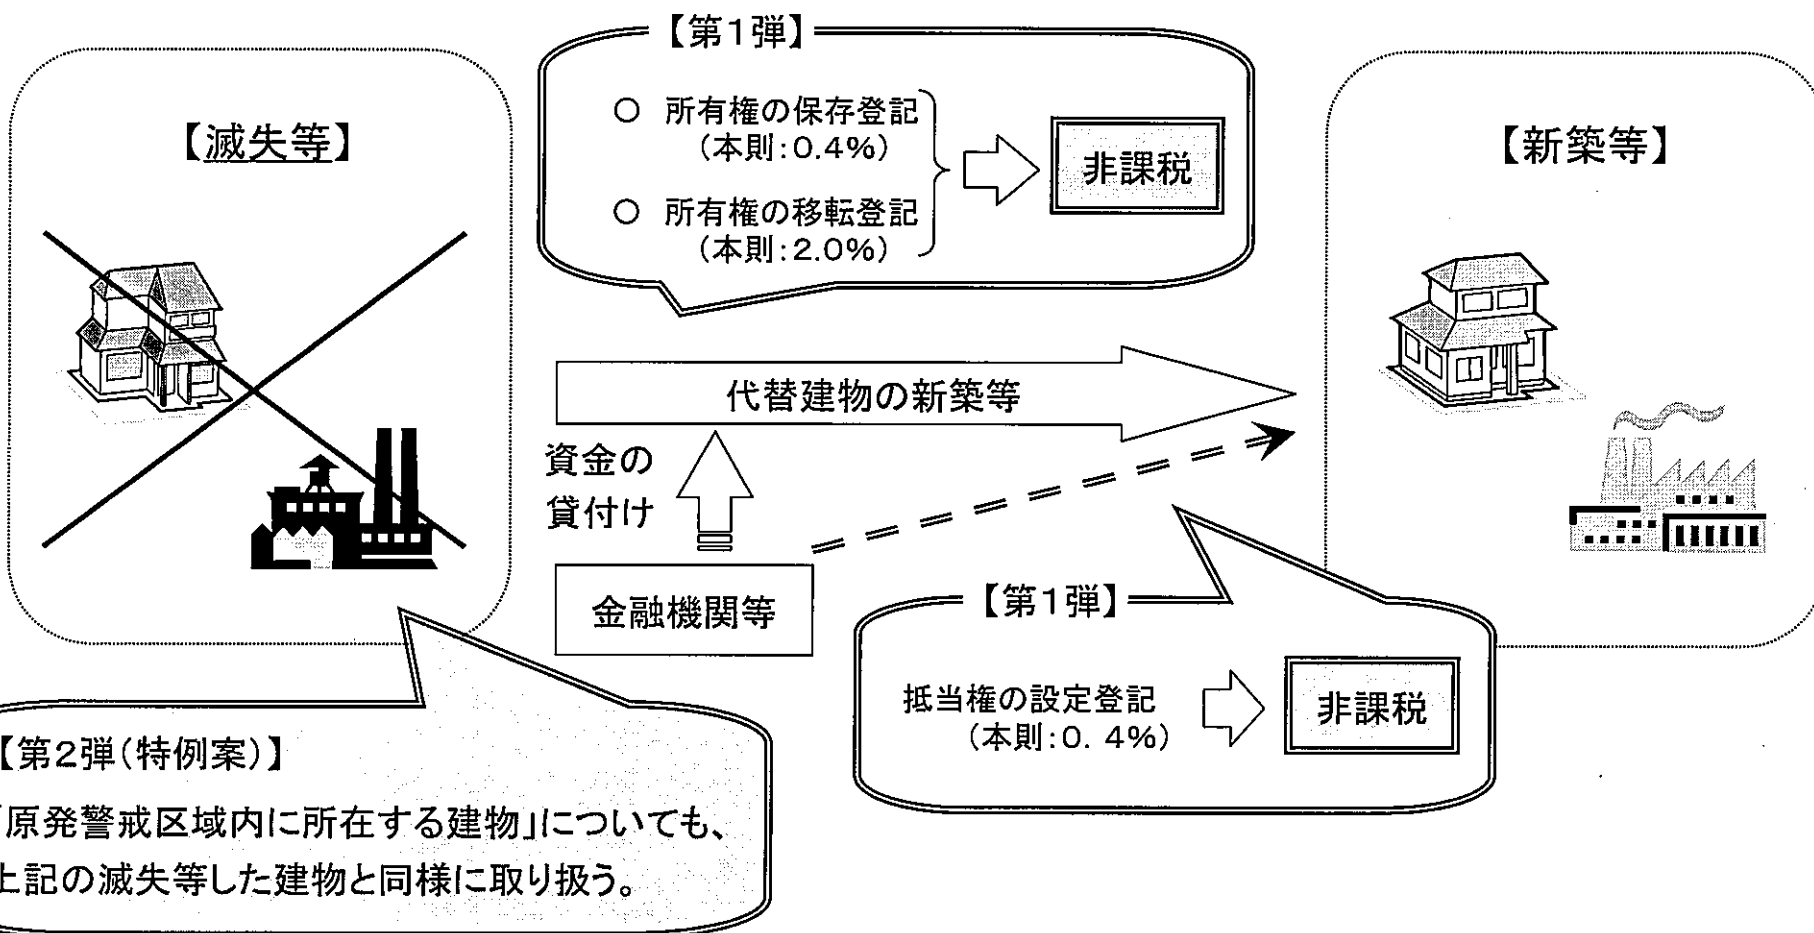 【滅失等】
【第1弾】
○ 所有権の保存登記
(本則:0.4%)
○ 所有権の移転登記
(本則:2.0%)
非課税
【新築等】
代替建物の新築等
資金の
貸付け
金融機関等
【第1弾】
抵当権の設定登記
(本則:0.4%)
非課税
【第2弾(特例案)】
「原発警戒区域内に所在する建物」についても、
上記の滅失等した建物と同様に取り扱う。